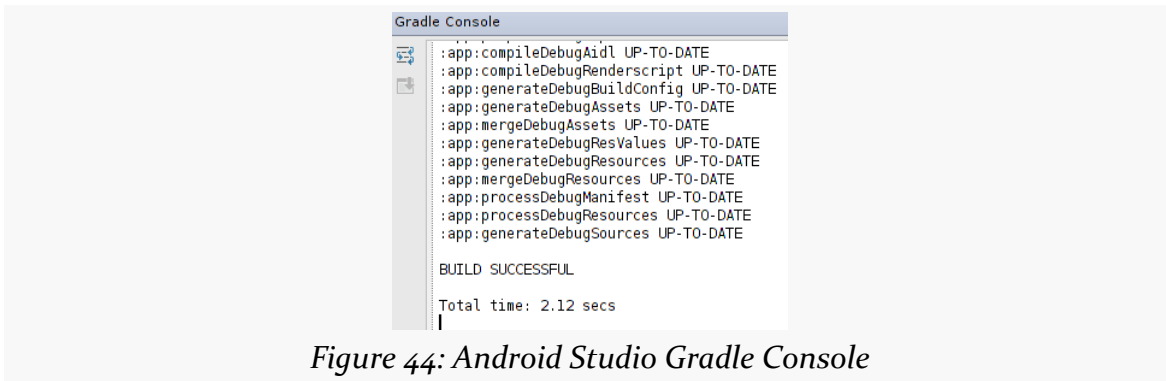 Gradle Console
:app:compileDebugAidl UP-TO-DATE
:app:compileDebugRenderscript UP-TO-DATE
:app:generateDebugBuildConfig UP-TO-DATE
:app:generateDebugAssets UP-TO-DATE
:app:mergeDebugAssets UP-TO-DATE
:app:generateDebugResValues UP-TO-DATE
:app:generateDebugResources UP-TO-DATE
:app:mergeDebugResources UP-TO-DATE
:app:processDebugManifest UP-TO-DATE
:app:processDebugResources UP-TO-DATE
:app:generateDebugSources UP-TO-DATE
BUILD SUCCESSFUL
Total time: 2.12 secs
Figure 44: Android Studio Gradle Console